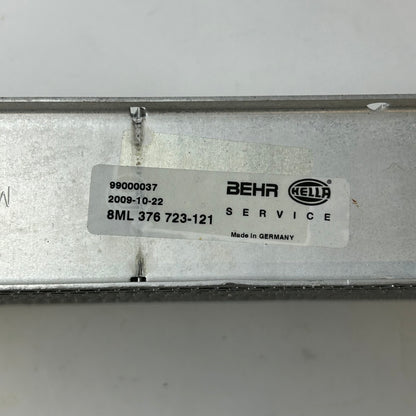 99000037
2009-10-22
8ML 376 723-121
BEHR HELLA
SERVICE
Made in GERMANY
M